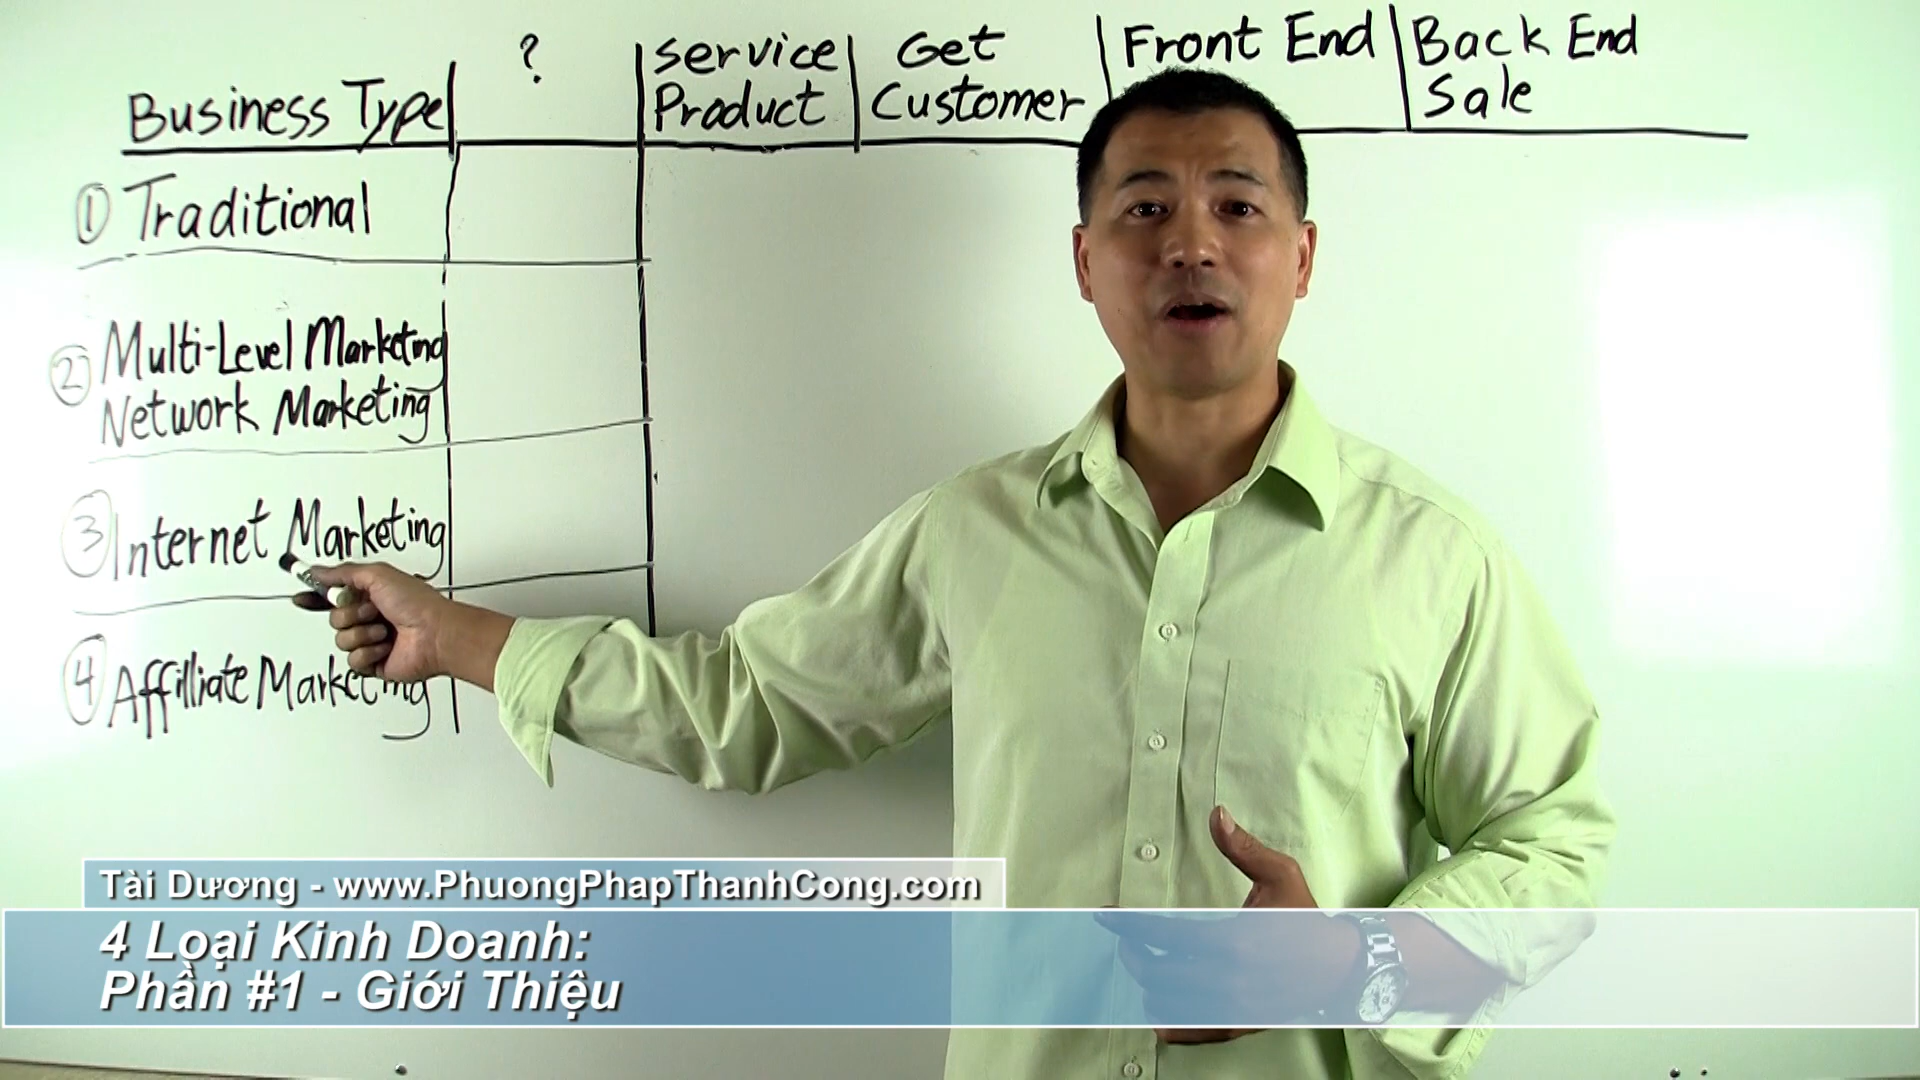 ?
service
Product
Get
Customer
Front End
Back End
Sale
Business Type
① Traditional
② Multi-Level Marketing
Network Marketing
③ Internet Marketing
④ Affilliate Marketing
Tài Dương - www.PhuongPhapThanhCong.com
4 Loại Kinh Doanh:
Phần #1 - Giới Thiệu